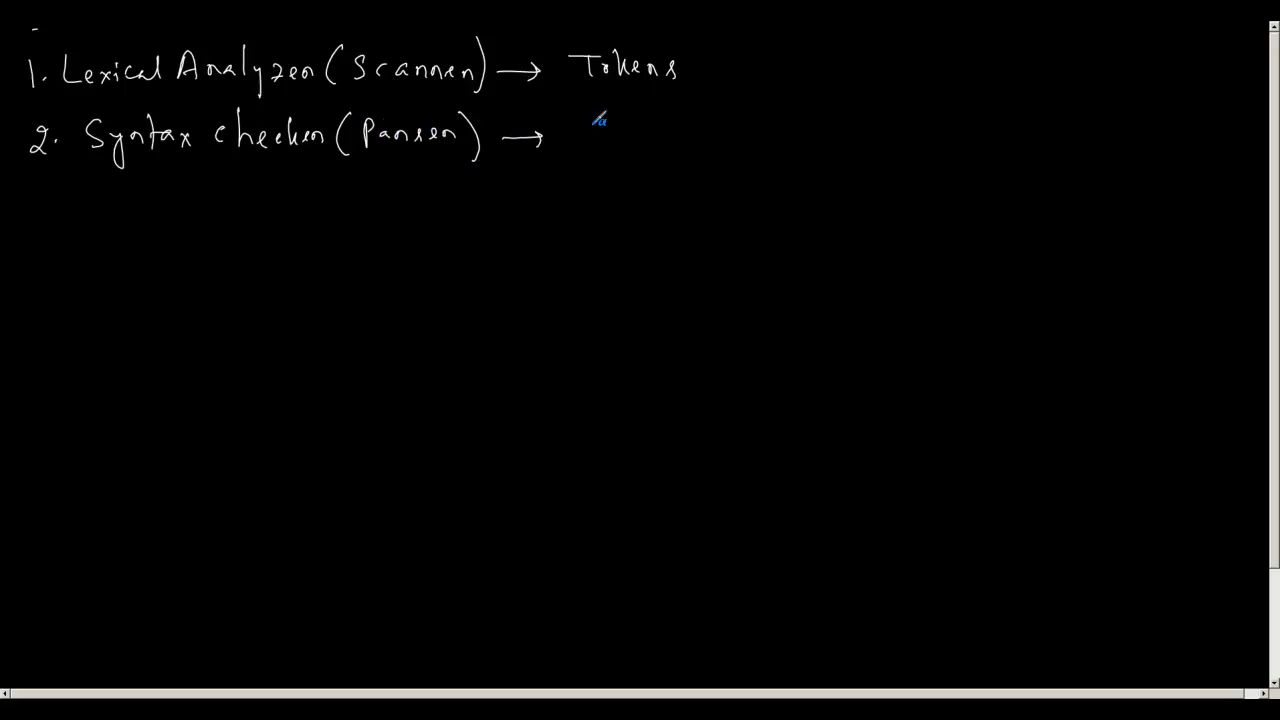 1. Lexical Analyzer (Scanner) → Tokens
2. Syntax checker (Parser) →